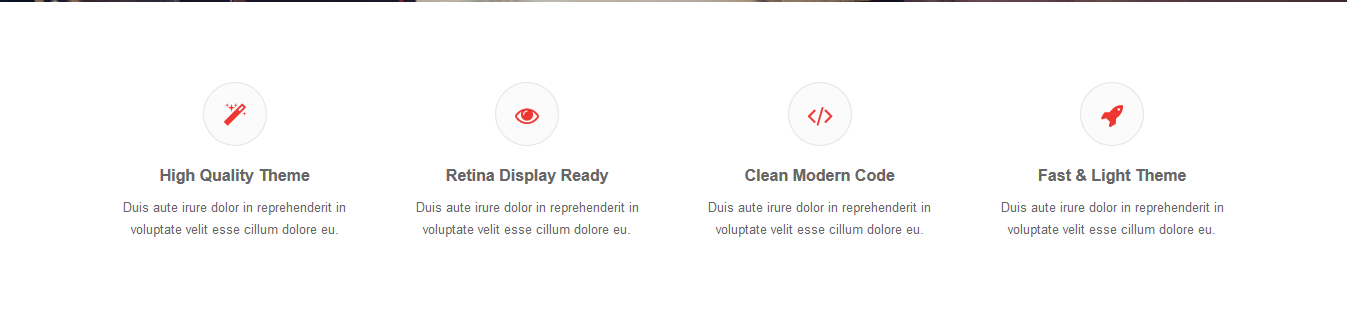 High Quality Theme
Duis aute irure dolor in reprehenderit in
voluptate velit esse cillum dolore eu.
Retina Display Ready
Duis aute irure dolor in reprehenderit in
voluptate velit esse cillum dolore eu.
Clean Modern Code
Duis aute irure dolor in reprehenderit in
voluptate velit esse cillum dolore eu.
Fast & Light Theme
Duis aute irure dolor in reprehenderit in
voluptate velit esse cillum dolore eu.